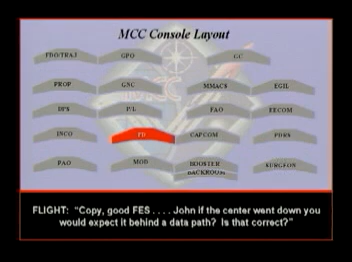 MCC Console Layout
FDO/TRAJ GPO GC
PROP GNC MMACS EGIL
DPS P/L FAO EECOM
INCO FD CAPCOM PDRS
PAO MOD BOOSTER SURGEON
BACKROOM
FLIGHT: “Copy, good FES . . . . John if the center went down you
would expect it behind a data path? Is that correct?”